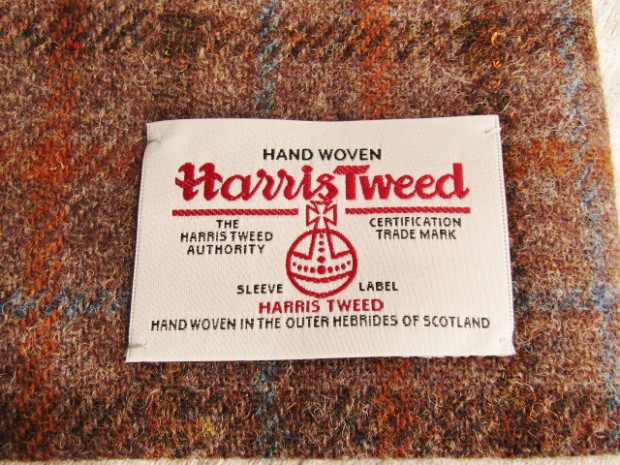 HAND WOVEN
Harris Tweed
THE
HARRIS TWEED
AUTHORITY
CERTIFICATION
TRADE MARK
SLEEVE LABEL
HARRIS TWEED
HAND WOVEN IN THE OUTER HEBRIDES OF SCOTLAND